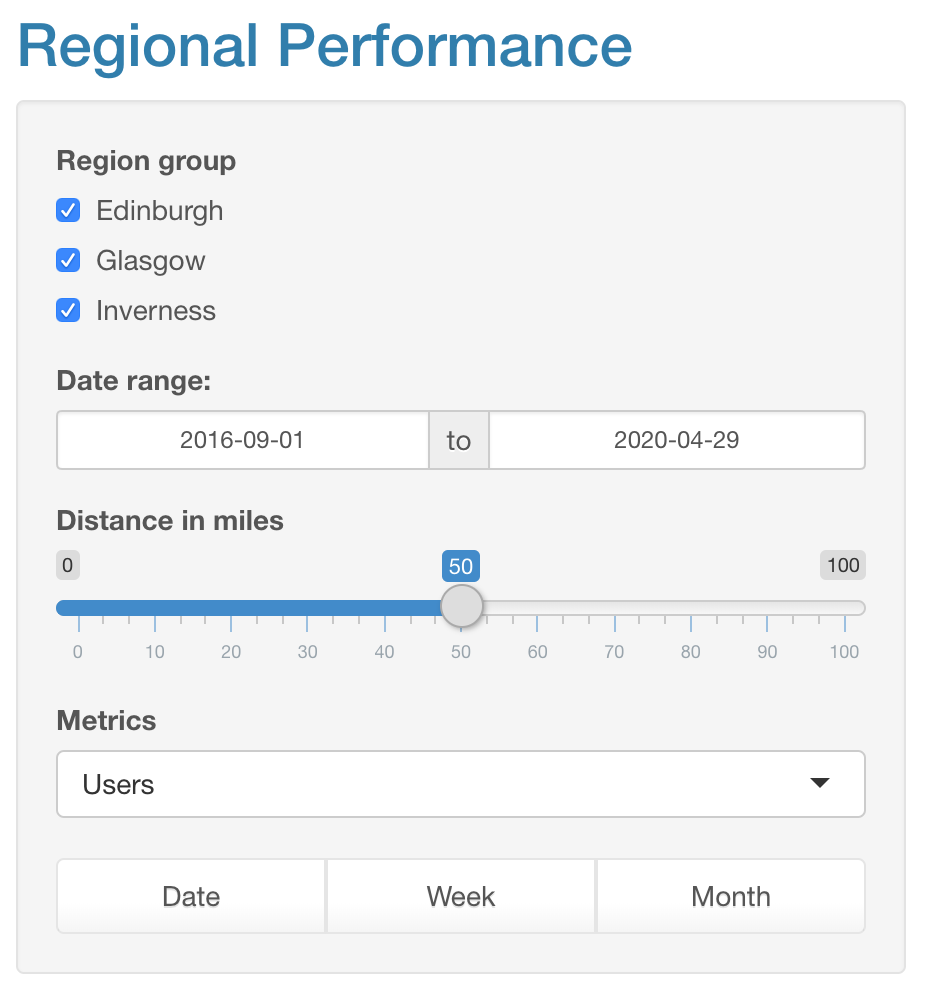 Regional Performance
Region group
Edinburgh
Glasgow
Inverness
Date range:
2016-09-01 to 2020-04-29
Distance in miles
0 50 100
0 10 20 30 40 50 60 70 80 90 100
Metrics
Users
Date Week Month